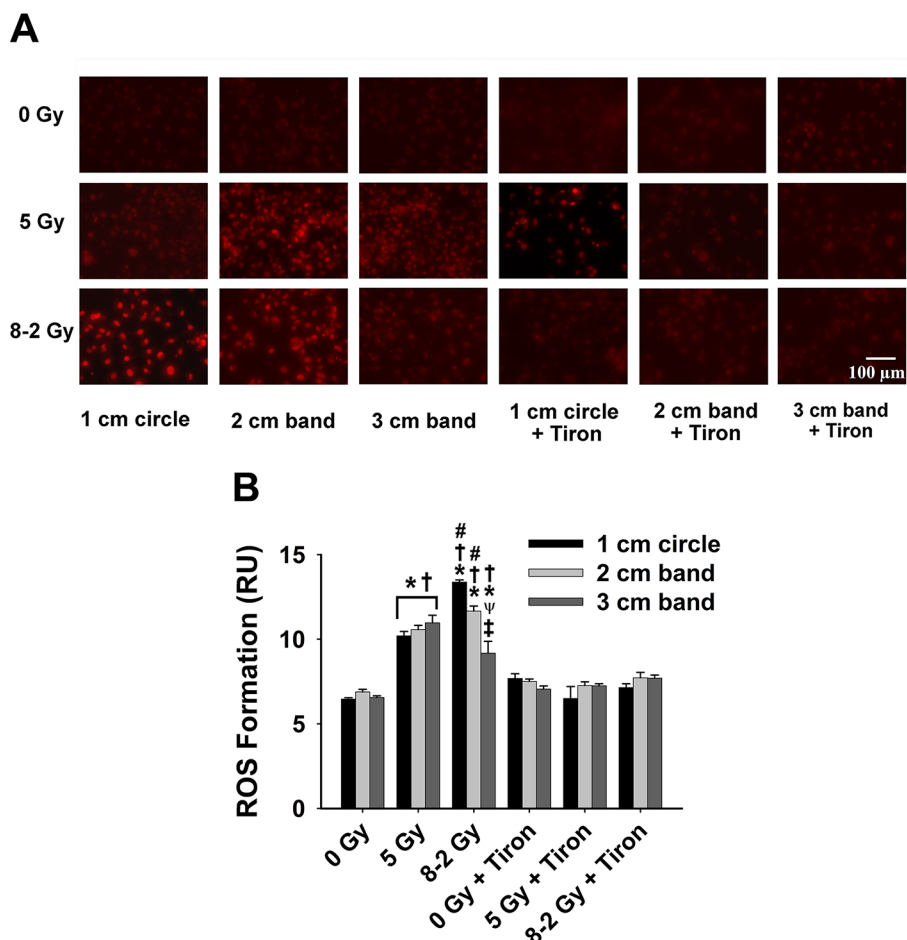 A
0 Gy
5 Gy
8-2 Gy
100 µm
1 cm circle
2 cm band
3 cm band
1 cm circle
+ Tiron
2 cm band
+ Tiron
3 cm band
+ Tiron
B
ROS Formation (RU)
15
10
5
0
* †
#
†
*
#
†
*
†
*
ψ
‡
1 cm circle
2 cm band
3 cm band
0 Gy
5 Gy
8-2 Gy
0 Gy + Tiron
5 Gy + Tiron
8-2 Gy + Tiron